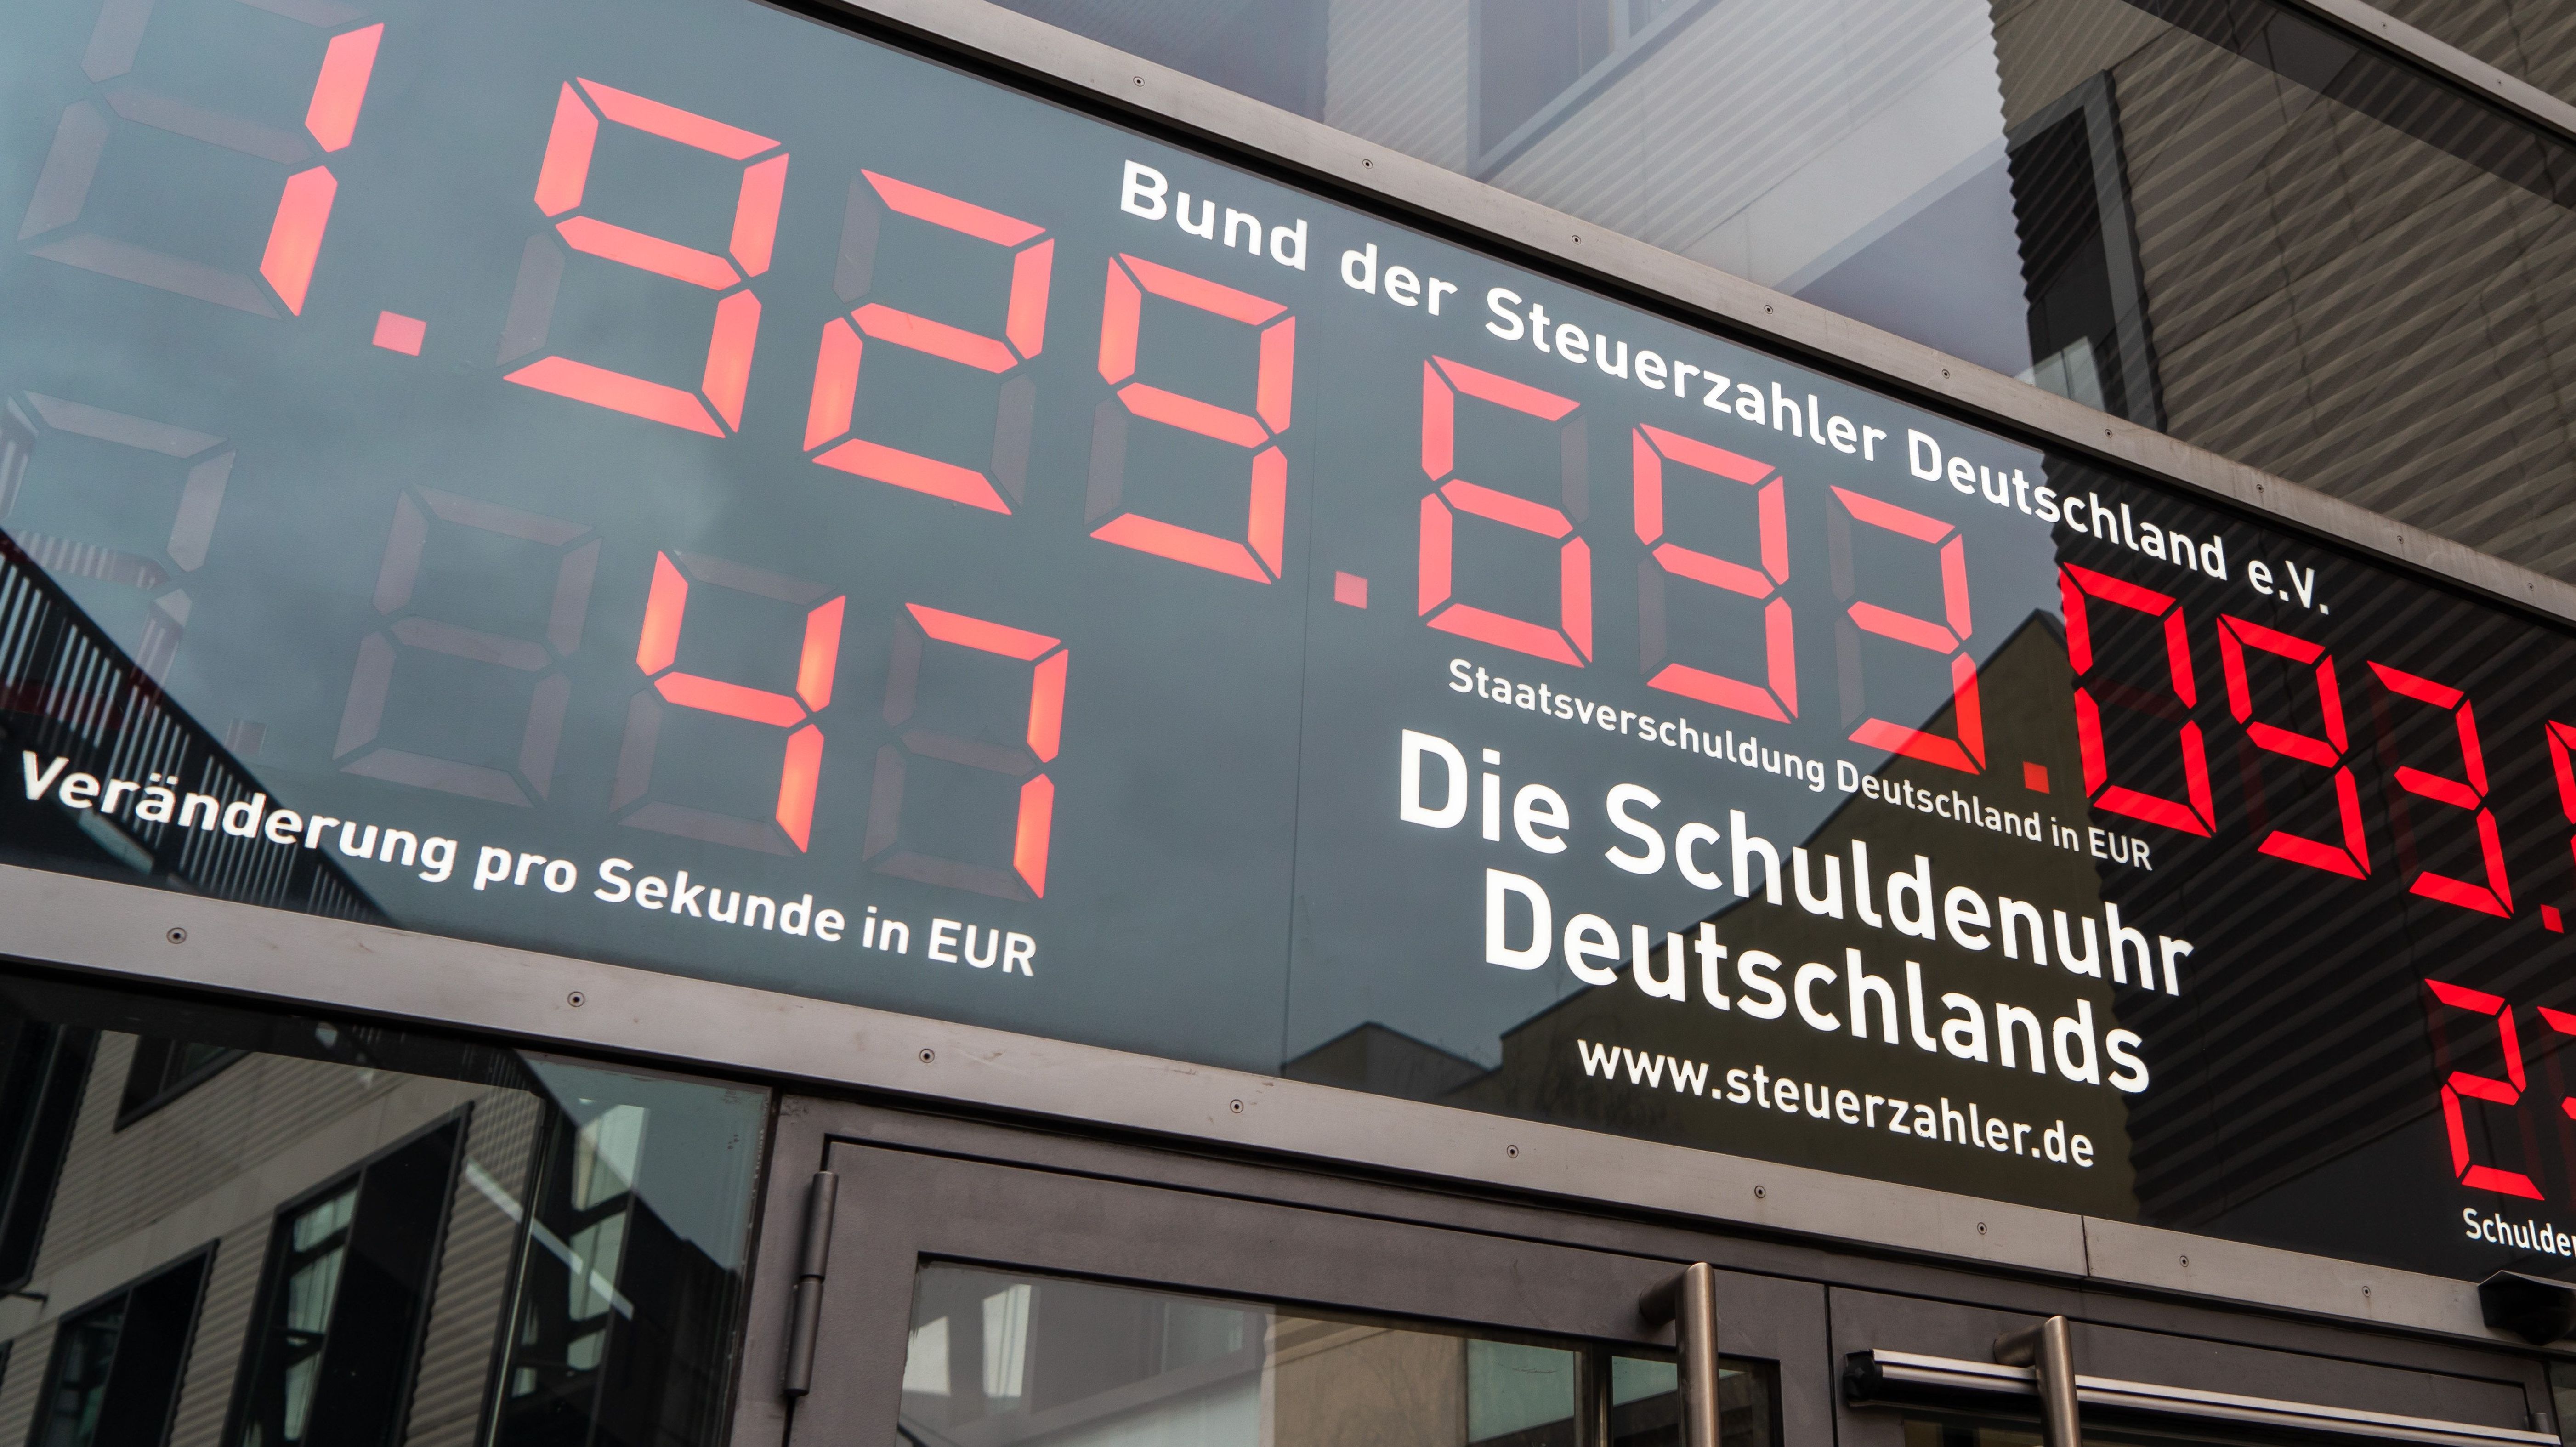 Bund der Steuerzahler Deutschland e.V.
1.929.693.093.
Staatsverschuldung Deutschland in EUR
47
Veränderung pro Sekunde in EUR
Die Schuldenuhr
Deutschlands
www.steuerzahler.de
2